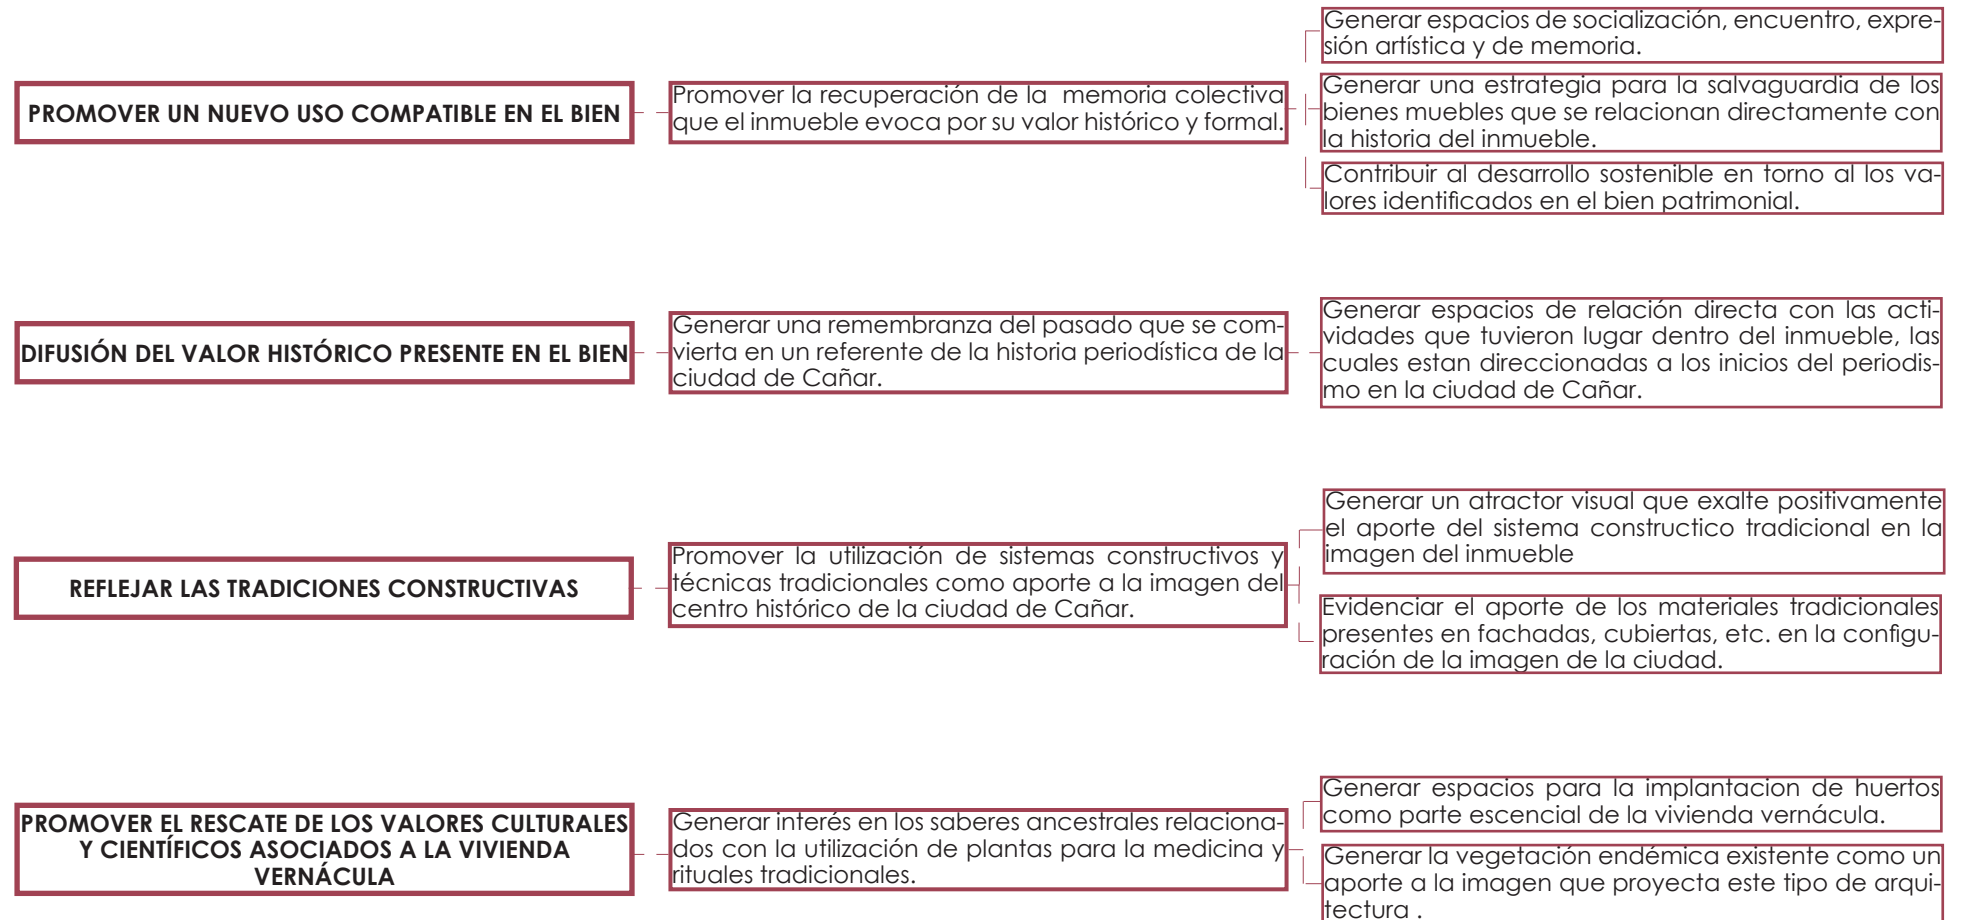 PROMOVER UN NUEVO USO COMPATIBLE EN EL BIEN
Promover la recuperación de la memoria colectiva
que el inmueble evoca por su valor histórico y formal.
Generar espacios de socialización, encuentro, expre-
sión artística y de memoria.
Generar una estrategia para la salvaguardia de los
bienes muebles que se relacionan directamente con
la historia del inmueble.
Contribuir al desarrollo sostenible en torno al los va-
lores identificados en el bien patrimonial.
DIFUSIÓN DEL VALOR HISTÓRICO PRESENTE EN EL BIEN
Generar una remembranza del pasado que se com-
vierta en un referente de la historia periodística de la
ciudad de Cañar.
Generar espacios de relación directa con las acti-
vidades que tuvieron lugar dentro del inmueble, las
cuales estan direccionadas a los inicios del periodis-
mo en la ciudad de Cañar.
REFLEJAR LAS TRADICIONES CONSTRUCTIVAS
Promover la utilización de sistemas constructivos y
técnicas tradicionales como aporte a la imagen del
centro histórico de la ciudad de Cañar.
Generar un atractor visual que exalte positivamente
el aporte del sistema constructico tradicional en la
imagen del inmueble
Evidenciar el aporte de los materiales tradicionales
presentes en fachadas, cubiertas, etc. en la configu-
ración de la imagen de la ciudad.
PROMOVER EL RESCATE DE LOS VALORES CULTURALES
Y CIENTÍFICOS ASOCIADOS A LA VIVIENDA
VERNÁCULA
Generar interés en los saberes ancestrales relaciona-
dos con la utilización de plantas para la medicina y
rituales tradicionales.
Generar espacios para la implantacion de huertos
como parte escencial de la vivienda vernácula.
Generar la vegetación endémica existente como un
aporte a la imagen que proyecta este tipo de arqui-
tectura .